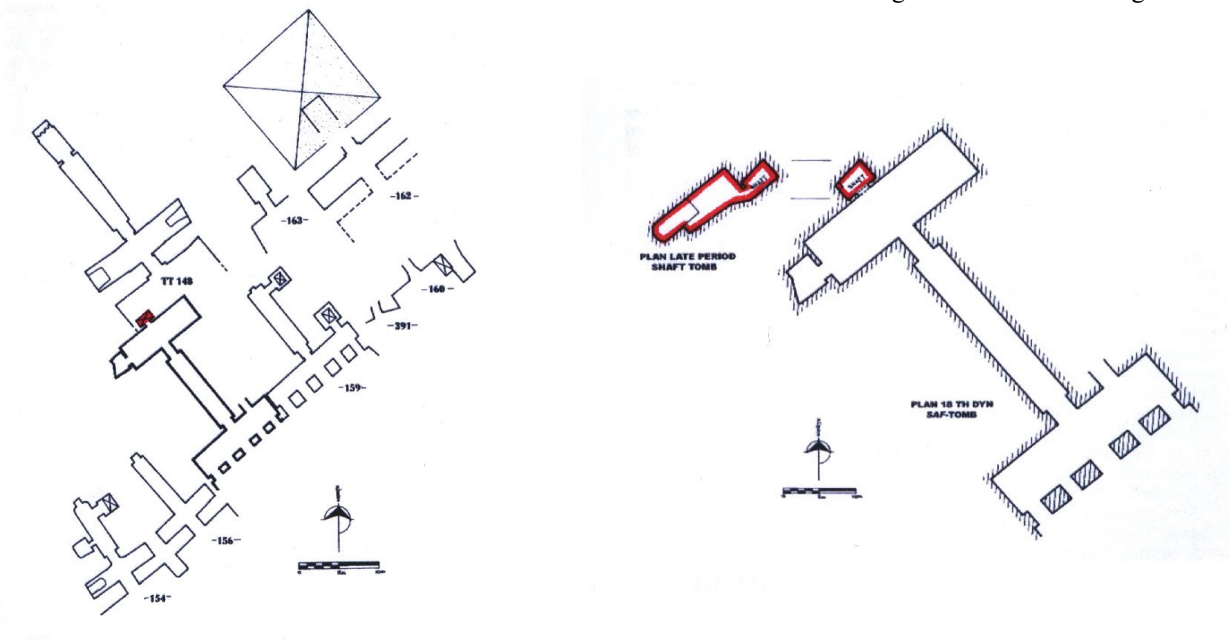 -162-
-163-
TT 148
-160-
-391-
-159-
-156-
-154-
SHAFT
SHAFT
PLAN LATE PERIOD
SHAFT TOMB
PLAN 18 TH DYN
SAF-TOMB